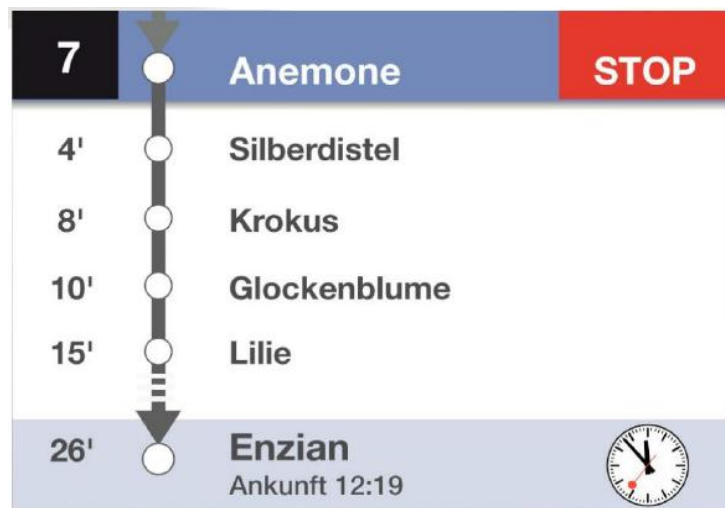 7 Anemone STOP
4' Silberdistel
8' Krokus
10' Glockenblume
15' Lilie
26' Enzian
Ankunft 12:19